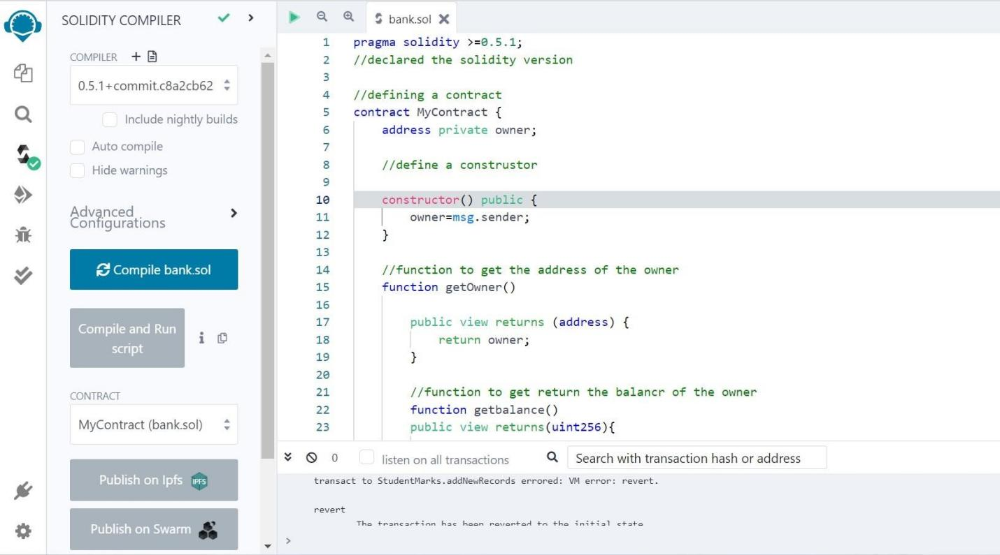 SOLIDITY COMPILER
COMPILER
0.5.1+commit.c8a2cb62
Include nightly builds
Auto compile
Hide warnings
Advanced
Configurations
Compile bank.sol
Compile and Run
script
CONTRACT
MyContract (bank.sol)
Publish on Ipfs IPFS
Publish on Swarm
bank.sol
1 pragma solidity >=0.5.1;
2 //declared the solidity version
3
4 //defining a contract
5 contract MyContract {
6 address private owner;
7
8 //define a construstor
9
10 constructor() public {
11 owner=msg.sender;
12 }
13
14 //function to get the address of the owner
15 function getOwner()
16
17 public view returns (address) {
18 return owner;
19 }
20
21 //function to get return the balancr of the owner
22 function getbalance()
23 public view returns(uint256){
0 listen on all transactions Search with transaction hash or address
transact to StudentMarks.addNewRecords errored: VM error: revert.
revert
The transaction has been reverted to the initial state
>